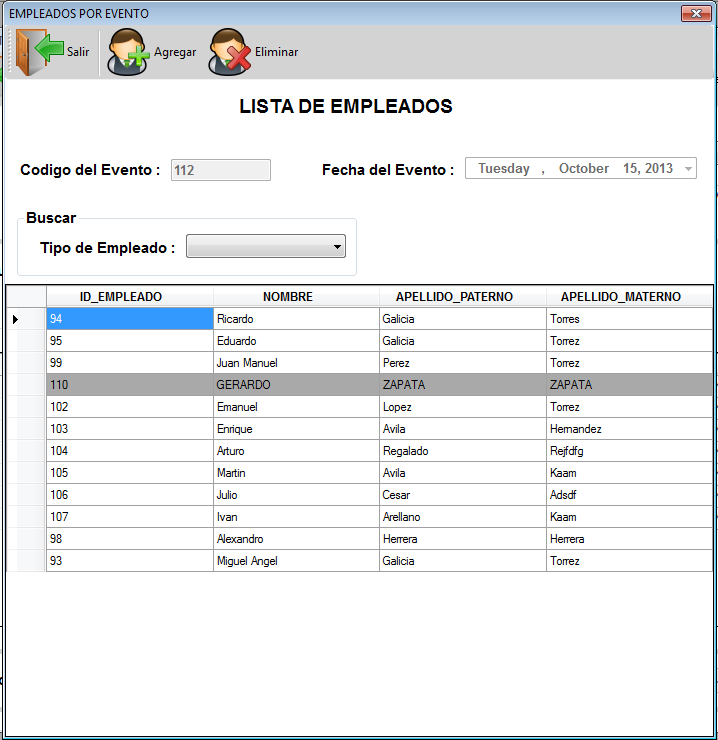 EMPLEADOS POR EVENTO
Salir Agregar Eliminar
LISTA DE EMPLEADOS
Codigo del Evento : 112 Fecha del Evento : Tuesday , October 15, 2013
Buscar
Tipo de Empleado :
ID_EMPLEADO NOMBRE APELLIDO_PATERNO APELLIDO_MATERNO
94 Ricardo Galicia Torres
95 Eduardo Galicia Torrez
99 Juan Manuel Perez Torrez
110 GERARDO ZAPATA ZAPATA
102 Emanuel Lopez Torrez
103 Enrique Avila Hernandez
104 Arturo Regalado Rejfdfg
105 Martin Avila Kaam
106 Julio Cesar Adsdf
107 Ivan Arellano Kaam
98 Alexandro Herrera Herrera
93 Miguel Angel Galicia Torrez